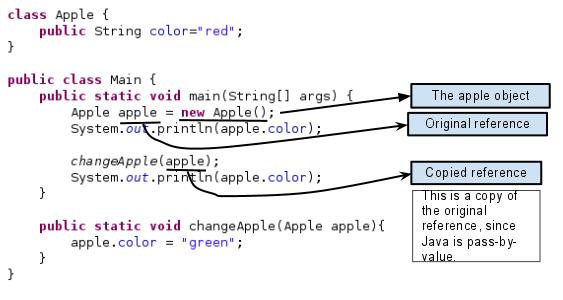 class Apple {
public String color="red";
}
public class Main {
public static void main(String[] args) {
Apple apple = new Apple();
System.out.println(apple.color);
changeApple(apple);
System.out.println(apple.color);
}
public static void changeApple(Apple apple){
apple.color = "green";
}
}
The apple object
Original reference
Copied reference
This is a copy of
the original
reference, since
Java is pass-by-
value.